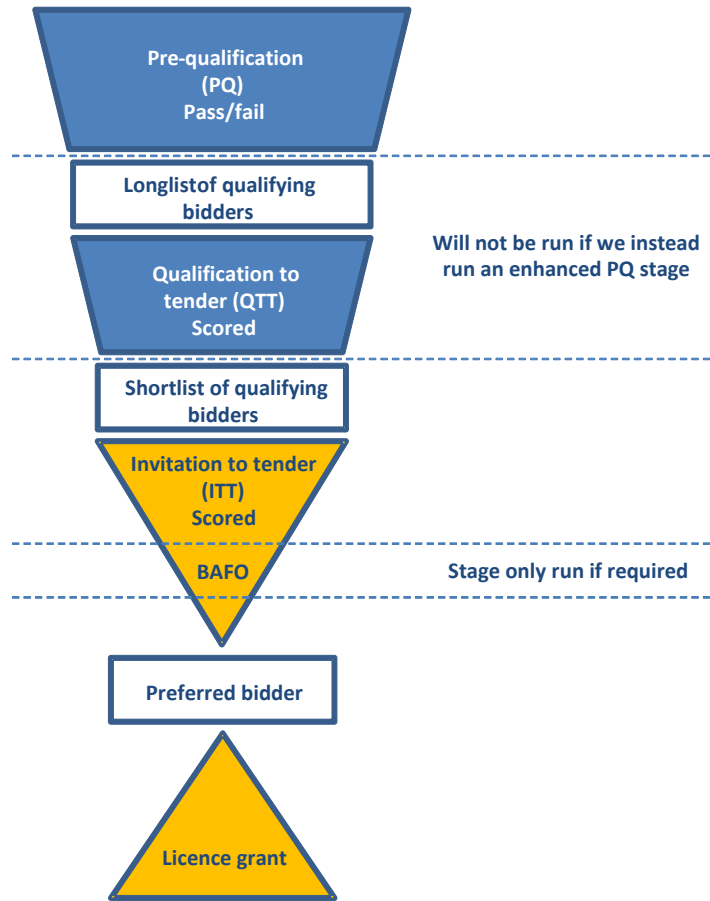 Pre-qualification
(PQ)
Pass/fail
Longlistof qualifying
bidders
Will not be run if we instead
run an enhanced PQ stage
Qualification to
tender (QTT)
Scored
Shortlist of qualifying
bidders
Invitation to tender
(ITT)
Scored
BAFO
Stage only run if required
Preferred bidder
Licence grant